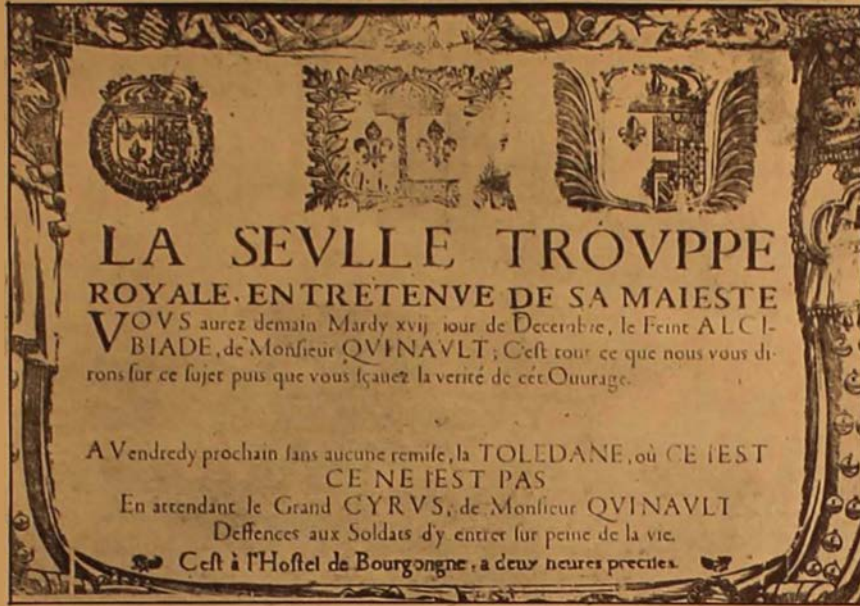 LA SEVLLE TROVPPE
ROYALE. ENTRETENVE DE SA MAIESTE
VOVS aurez demain Mardy xvij iour de Decembre, le Feint ALCI-
BIADE, de Monsieur QVINAVLT; C'est tout ce que nous vous di-
rons sur ce sujet puis que vous sçauez la verité de cét Ouurage.
A Vendredy prochain sans aucune remise, la TOLEDANE, où CE IEST
CE NE IEST PAS
En attendant le Grand CYRVS, de Monsieur QVINAVLT
Deffences aux Soldats d'y entrer sur peine de la vie.
C'est à l'Hostel de Bourgongne, a deux heures precises.